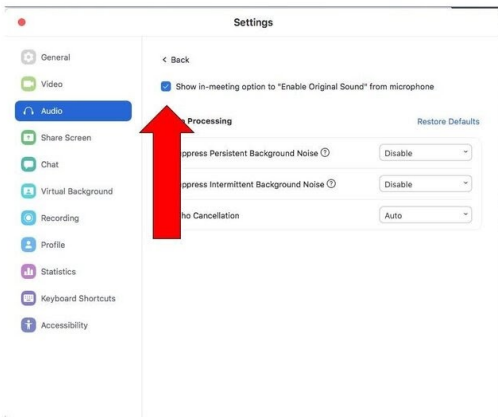 Settings
General
Video
Audio
Share Screen
Chat
Virtual Background
Recording
Profile
Statistics
Keyboard Shortcuts
Accessibility
< Back
Show in-meeting option to "Enable Original Sound" from microphone
Processing Restore Defaults
Persistent Background Noise ? Disable
Intermittent Background Noise ? Disable
Cancellation Auto